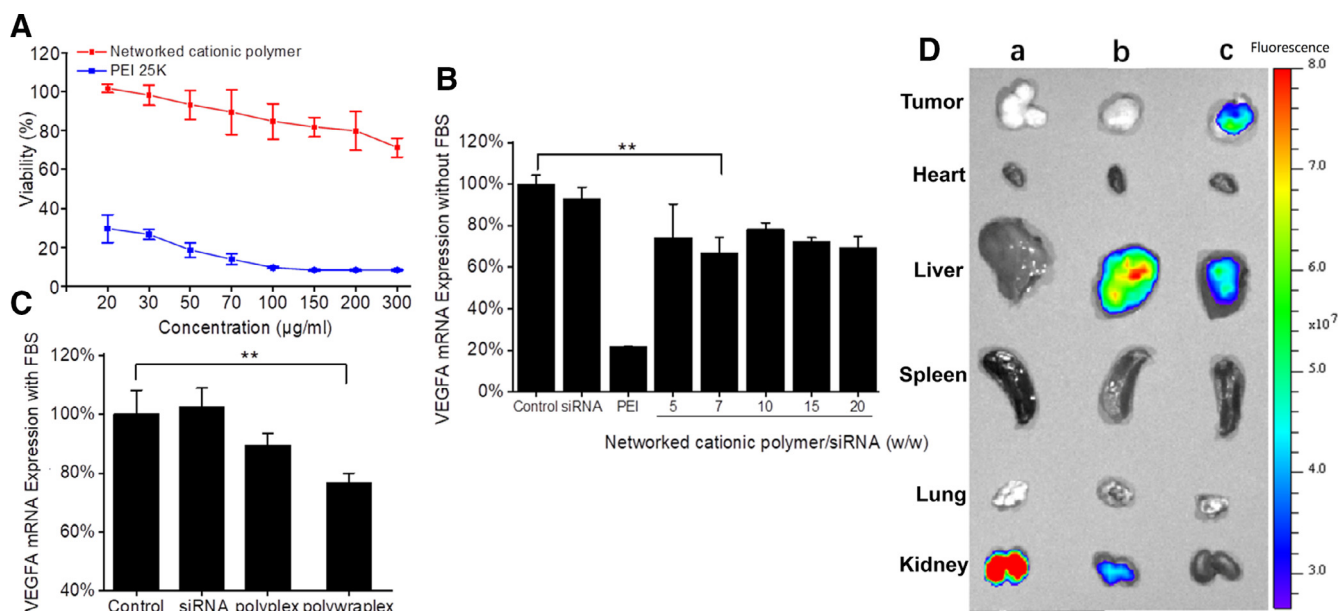 A
Networked cationic polymer
PEI 25K
Viability (%)
120
100
80
60
40
20
0
20 30 50 70 100 150 200 300
Concentration (µg/ml)
B
VEGFA mRNA Expression without FBS
120%
100%
80%
60%
40%
20%
0%
**
Control siRNA PEI 5 7 10 15 20
Networked cationic polymer/siRNA (w/w)
C
VEGFA mRNA Expression with FBS
120%
100%
80%
60%
40%
**
Control siRNA polyplex polywraplex
D
a b c
Fluorescence
Tumor
Heart
Liver
Spleen
Lung
Kidney
8.0
7.0
6.0
x10⁷
5.0
4.0
3.0